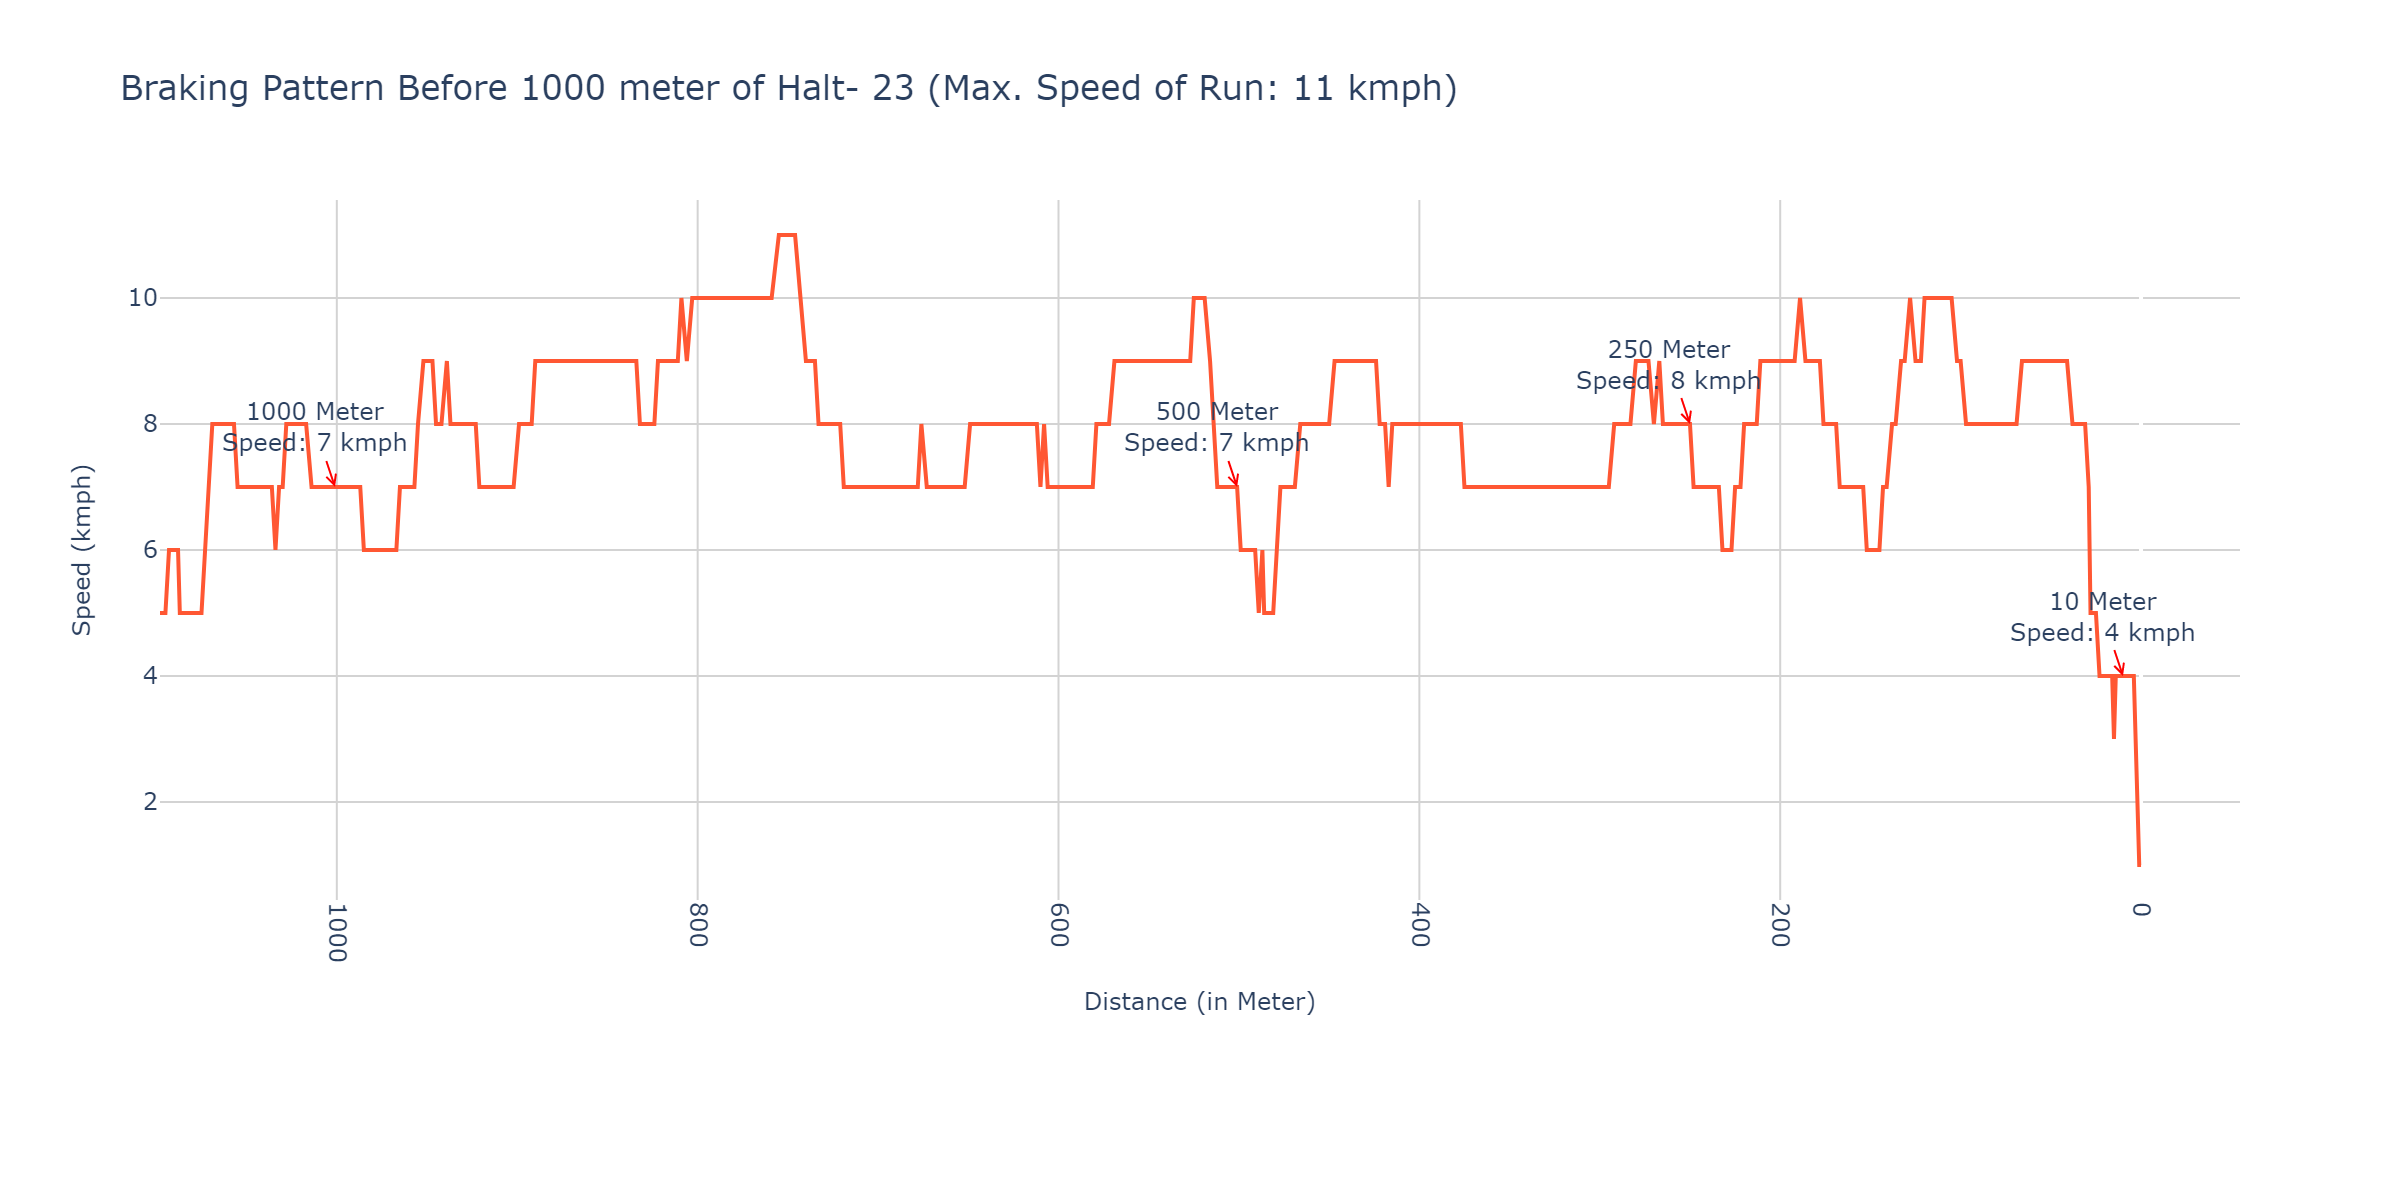 Braking Pattern Before 1000 meter of Halt- 23 (Max. Speed of Run: 11 kmph)
10
8
6
4
2
Speed (kmph)
1000 Meter
Speed: 7 kmph
500 Meter
Speed: 7 kmph
250 Meter
Speed: 8 kmph
10 Meter
Speed: 4 kmph
1000
800
600
400
200
0
Distance (in Meter)